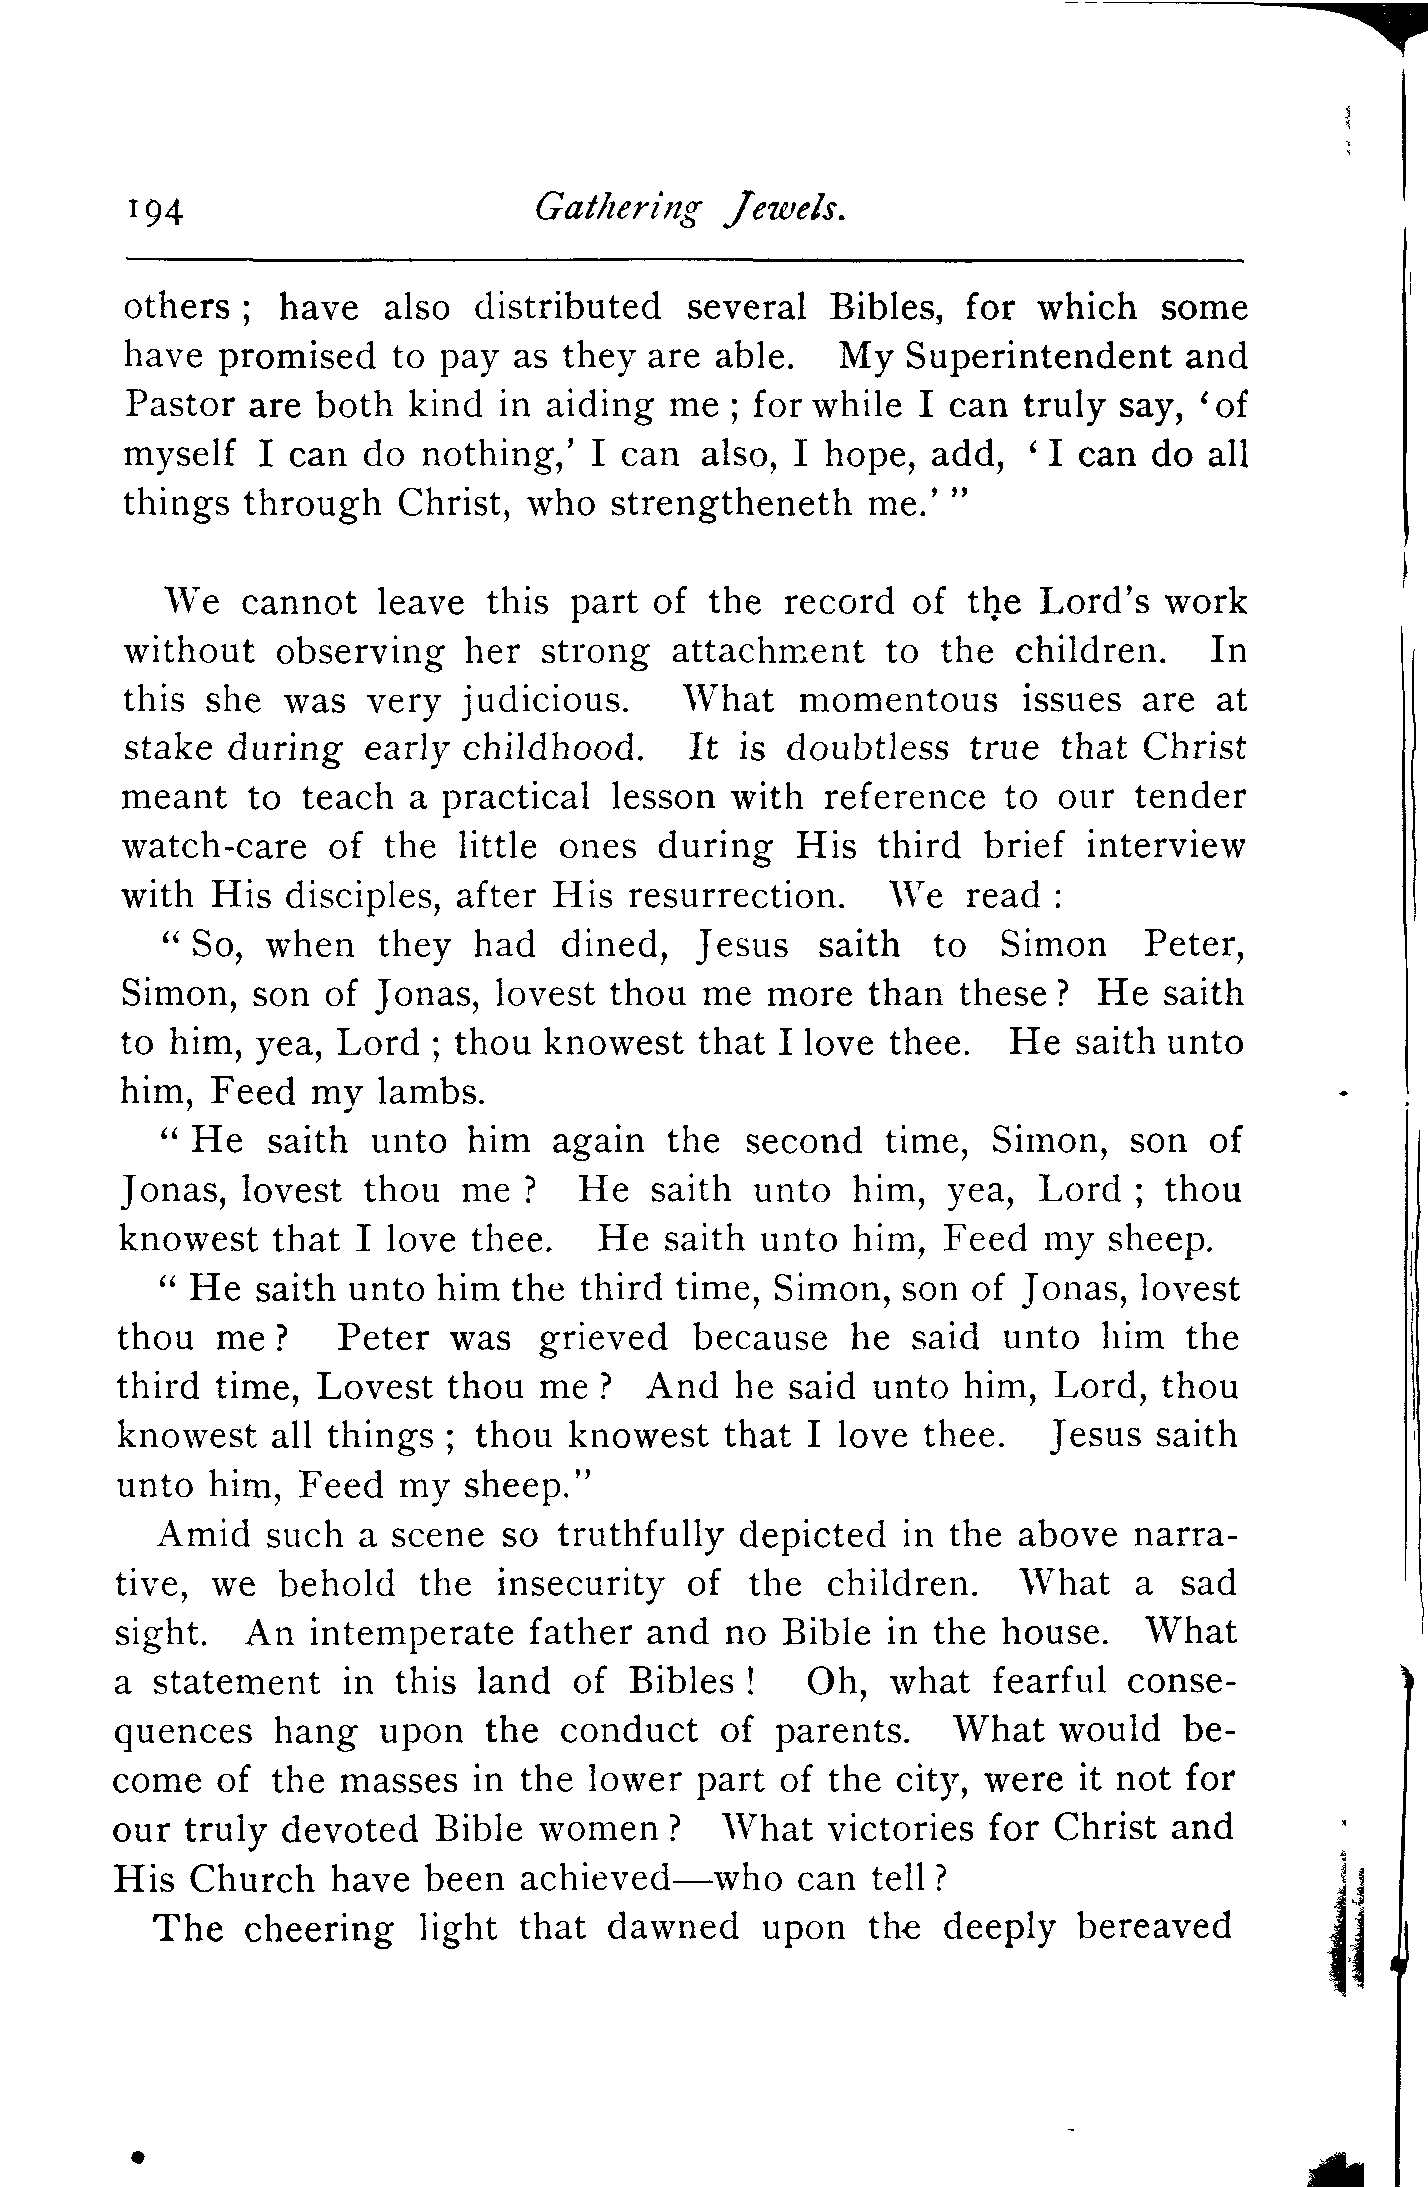 194 Gathering Jewels.
others ; have also distributed several Bibles, for which some
have promised to pay as they are able. My Superintendent and
Pastor are both kind in aiding me ; for while I can truly say, ‘of
myself I can do nothing,’ I can also, I hope, add, ‘ I can do all
things through Christ, who strengtheneth me.’ ”
We cannot leave this part of the record of the Lord's work
without observing her strong attachment to the children. In
this she was very judicious. What momentous issues are at
stake during early childhood. It is doubtless true that Christ
meant to teach a practical lesson with reference to our tender
watch-care of the little ones during His third brief interview
with His disciples, after His resurrection. We read :
“ So, when they had dined, Jesus saith to Simon Peter,
Simon, son of Jonas, lovest thou me more than these ? He saith
to him, yea, Lord ; thou knowest that I love thee. He saith unto
him, Feed my lambs.
“ He saith unto him again the second time, Simon, son of
Jonas, lovest thou me ? He saith unto him, yea, Lord ; thou
knowest that I love thee. He saith unto him, Feed my sheep.
“ He saith unto him the third time, Simon, son of Jonas, lovest
thou me ? Peter was grieved because he said unto him the
third time, Lovest thou me ? And he said unto him, Lord, thou
knowest all things ; thou knowest that I love thee. Jesus saith
unto him, Feed my sheep.”
Amid such a scene so truthfully depicted in the above narra-
tive, we behold the insecurity of the children. What a sad
sight. An intemperate father and no Bible in the house. What
a statement in this land of Bibles ! Oh, what fearful conse-
quences hang upon the conduct of parents. What would be-
come of the masses in the lower part of the city, were it not for
our truly devoted Bible women ? What victories for Christ and
His Church have been achieved—who can tell ?
The cheering light that dawned upon the deeply bereaved